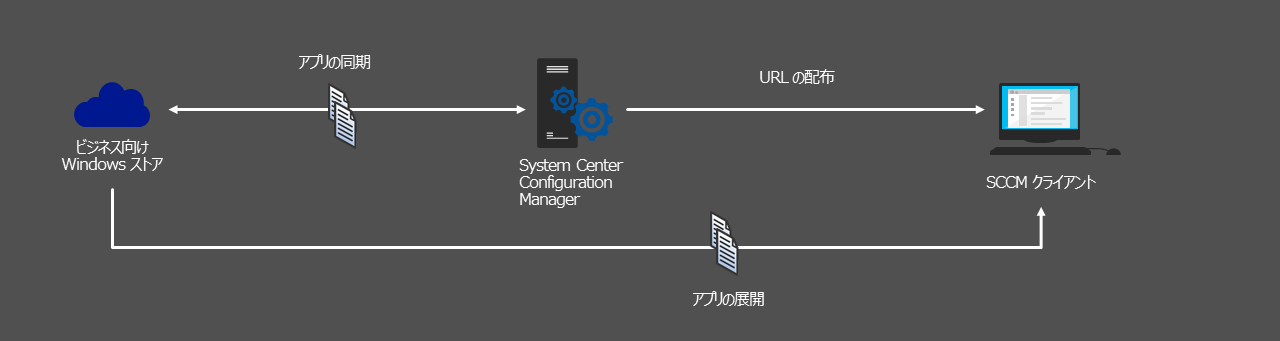 アプリの同期
URL の配布
ビジネス向け
Windows ストア
System Center
Configuration
Manager
SCCM クライアント
アプリの展開